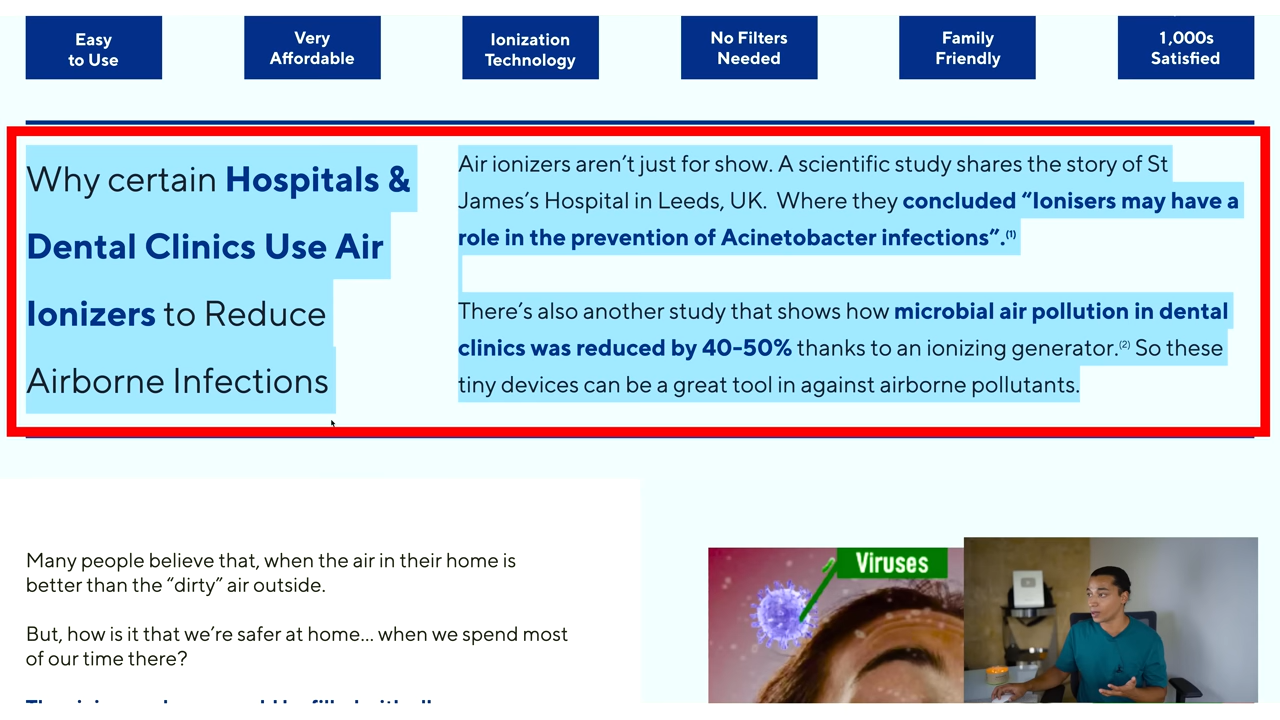 Easy
to Use
Very
Affordable
Ionization
Technology
No Filters
Needed
Family
Friendly
1,000s
Satisfied
Why certain Hospitals &
Dental Clinics Use Air
Ionizers to Reduce
Airborne Infections
Air ionizers aren’t just for show. A scientific study shares the story of St
James’s Hospital in Leeds, UK.  Where they concluded “Ionisers may have a
role in the prevention of Acinetobacter infections”.(1)
There’s also another study that shows how microbial air pollution in dental
clinics was reduced by 40-50% thanks to an ionizing generator.(2) So these
tiny devices can be a great tool in against airborne pollutants.
Many people believe that, when the air in their home is
better than the “dirty” air outside.
But, how is it that we’re safer at home... when we spend most
of our time there?
Viruses